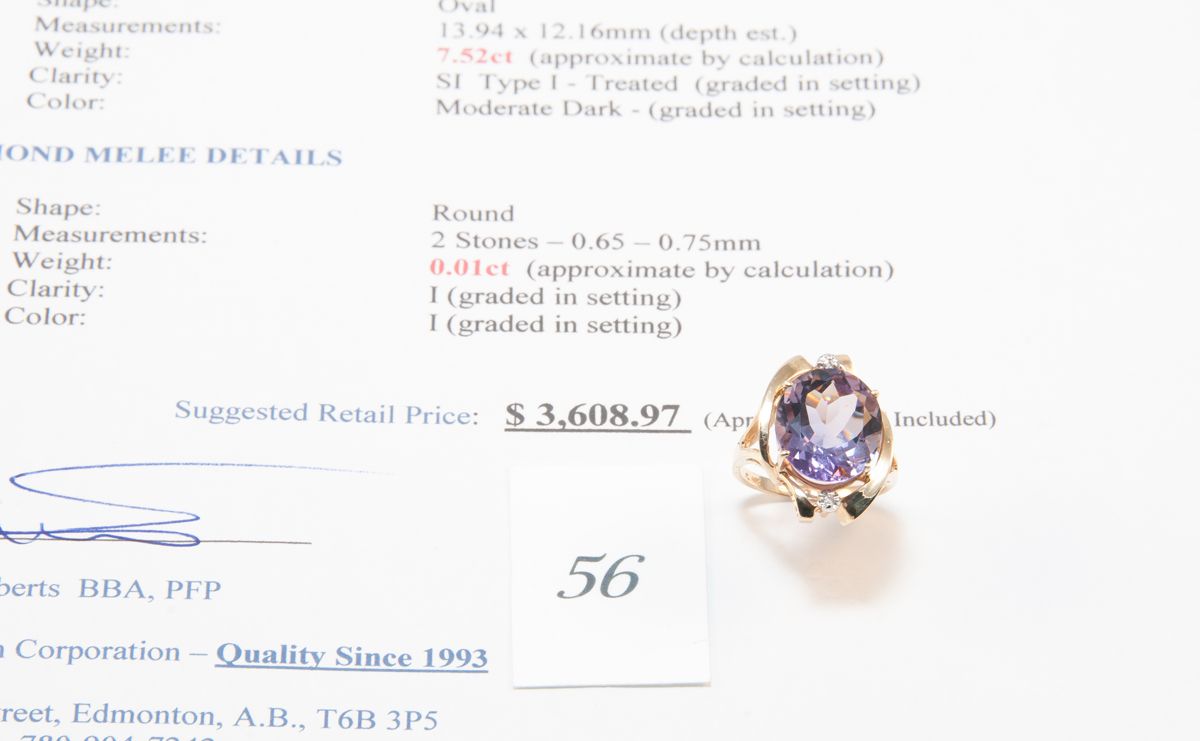 Shape: Oval
Measurements: 13.94 x 12.16mm (depth est.)
Weight: 7.52ct (approximate by calculation)
Clarity: SI Type I - Treated (graded in setting)
Color: Moderate Dark - (graded in setting)
MOND MELEE DETAILS
Shape: Round
Measurements: 2 Stones – 0.65 – 0.75mm
Weight: 0.01ct (approximate by calculation)
Clarity: I (graded in setting)
Color: I (graded in setting)
Suggested Retail Price: $ 3,608.97 (Apr Included)
56
berts BBA, PFP
n Corporation – Quality Since 1993
reet, Edmonton, A.B., T6B 3P5